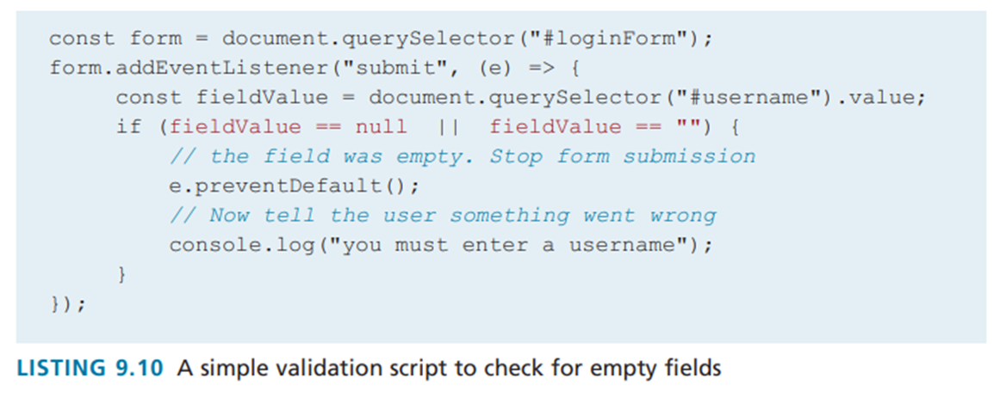 const form = document.querySelector("#loginForm");
form.addEventListener("submit", (e) => {
const fieldValue = document.querySelector("#username").value;
if (fieldValue == null || fieldValue == "") {
// the field was empty. Stop form submission
e.preventDefault();
// Now tell the user something went wrong
console.log("you must enter a username");
}
});
LISTING 9.10 A simple validation script to check for empty fields